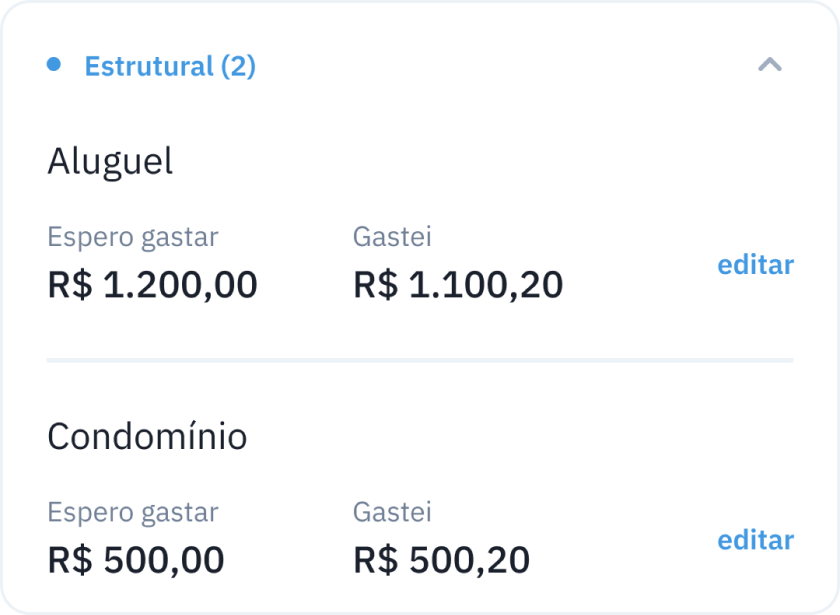 Estrutural (2)
Aluguel
Espero gastar Gastei
R$ 1.200,00 R$ 1.100,20 editar
Condomínio
Espero gastar Gastei
R$ 500,00 R$ 500,20 editar